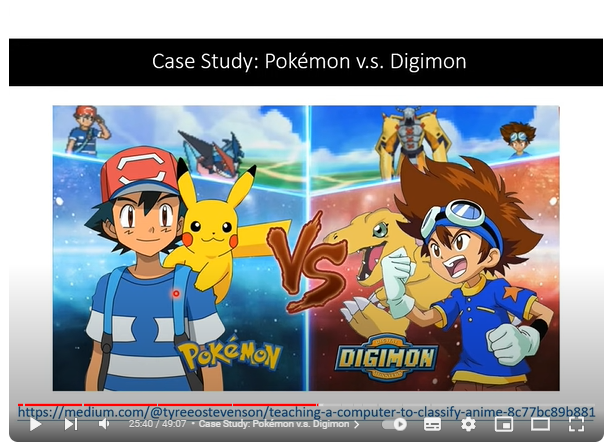 Case Study: Pokémon v.s. Digimon
VS
POKéMON
DIGIMON
https://medium.com/@tyreeostevenson/teaching-a-computer-to-classify-anime-8c77bc89b881
25:40 / 49:07 • Case Study: Pokémon v.s. Digimon >